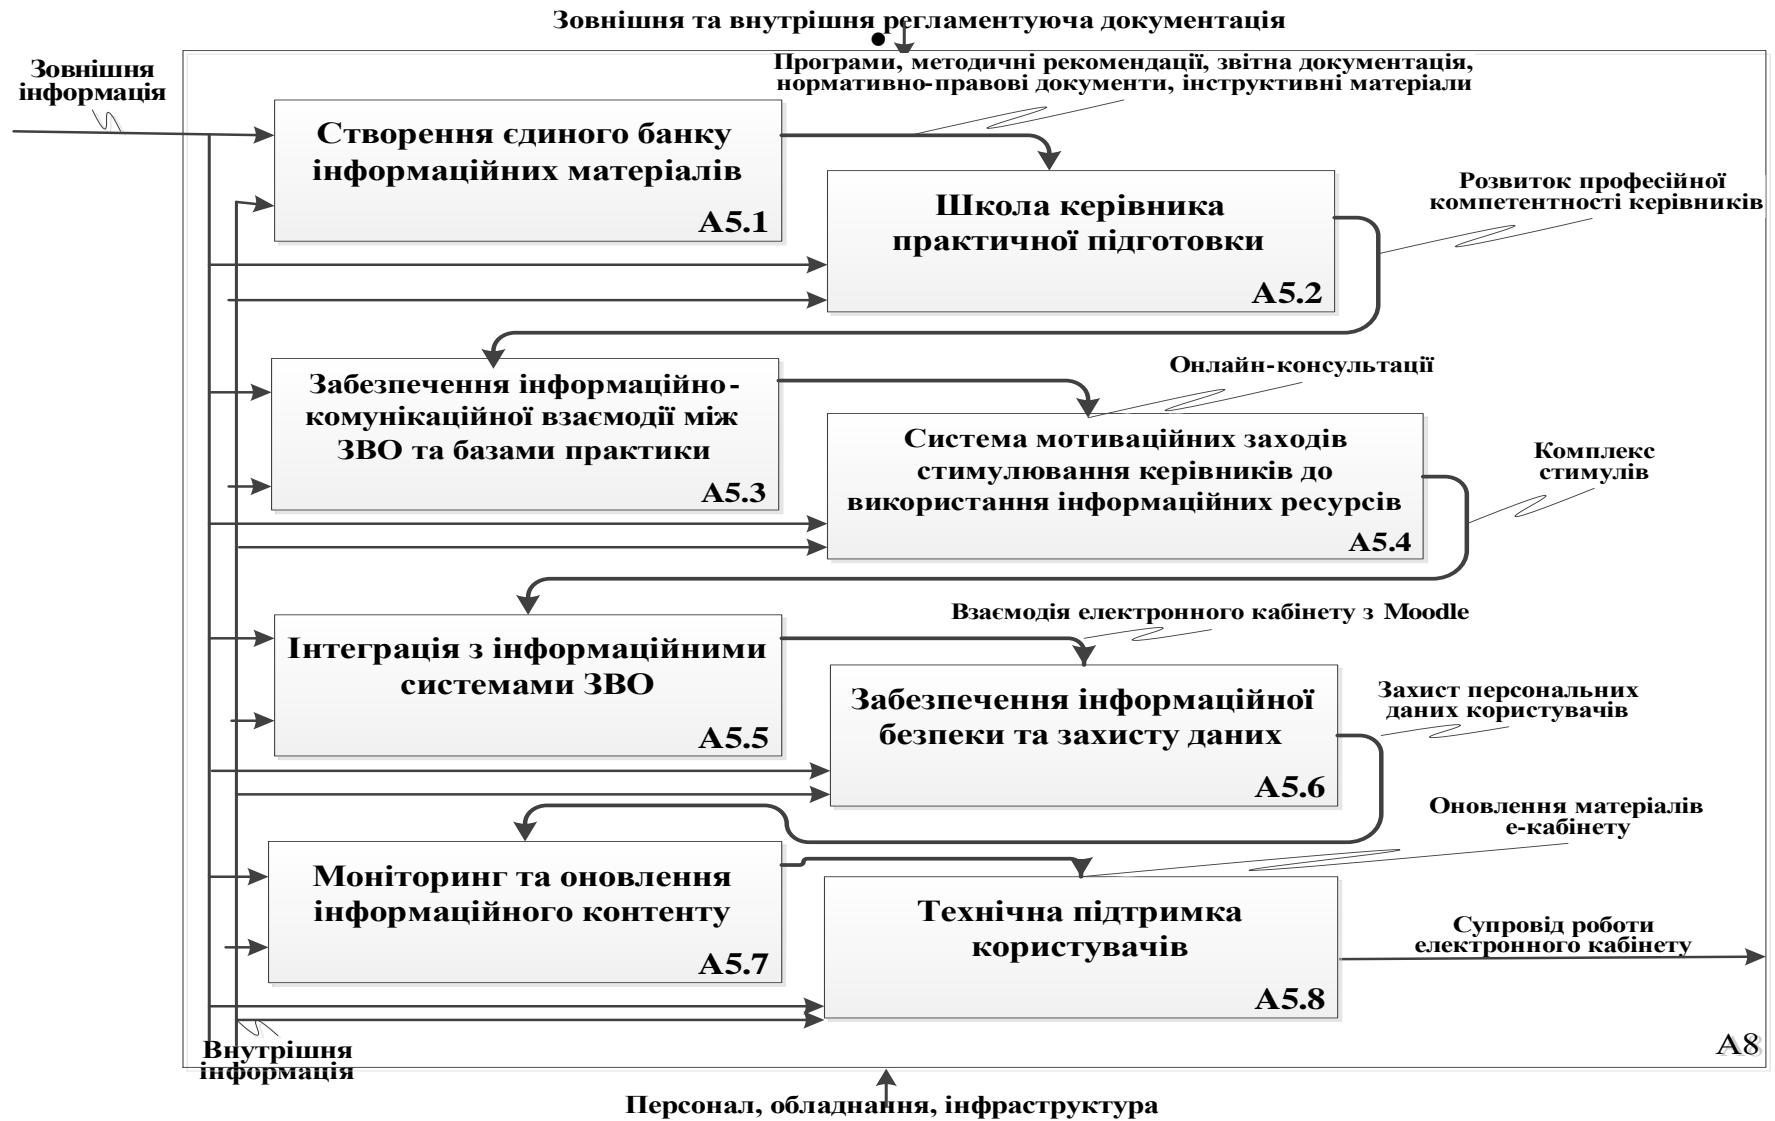 Зовнішня та внутрішня регламентуюча документація
Зовнішня
інформація
Програми, методичні рекомендації, звітна документація,
нормативно-правові документи, інструктивні матеріали
Створення єдиного банку
інформаційних матеріалів
А5.1
Школа керівника
практичної підготовки
А5.2
Розвиток професійної
компетентності керівників
Забезпечення інформаційно-
комунікаційної взаємодії між
ЗВО та базами практики
А5.3
Онлайн-консультації
Система мотиваційних заходів
стимулювання керівників до
використання інформаційних ресурсів
А5.4
Комплекс
стимулів
Інтеграція з інформаційними
системами ЗВО
А5.5
Взаємодія електронного кабінету з Moodle
Забезпечення інформаційної
безпеки та захисту даних
А5.6
Захист персональних
даних користувачів
Моніторинг та оновлення
інформаційного контенту
А5.7
Оновлення матеріалів
е-кабінету
Технічна підтримка
користувачів
А5.8
Супровід роботи
електронного кабінету
Внутрішня
інформація
А8
Персонал, обладнання, інфраструктура